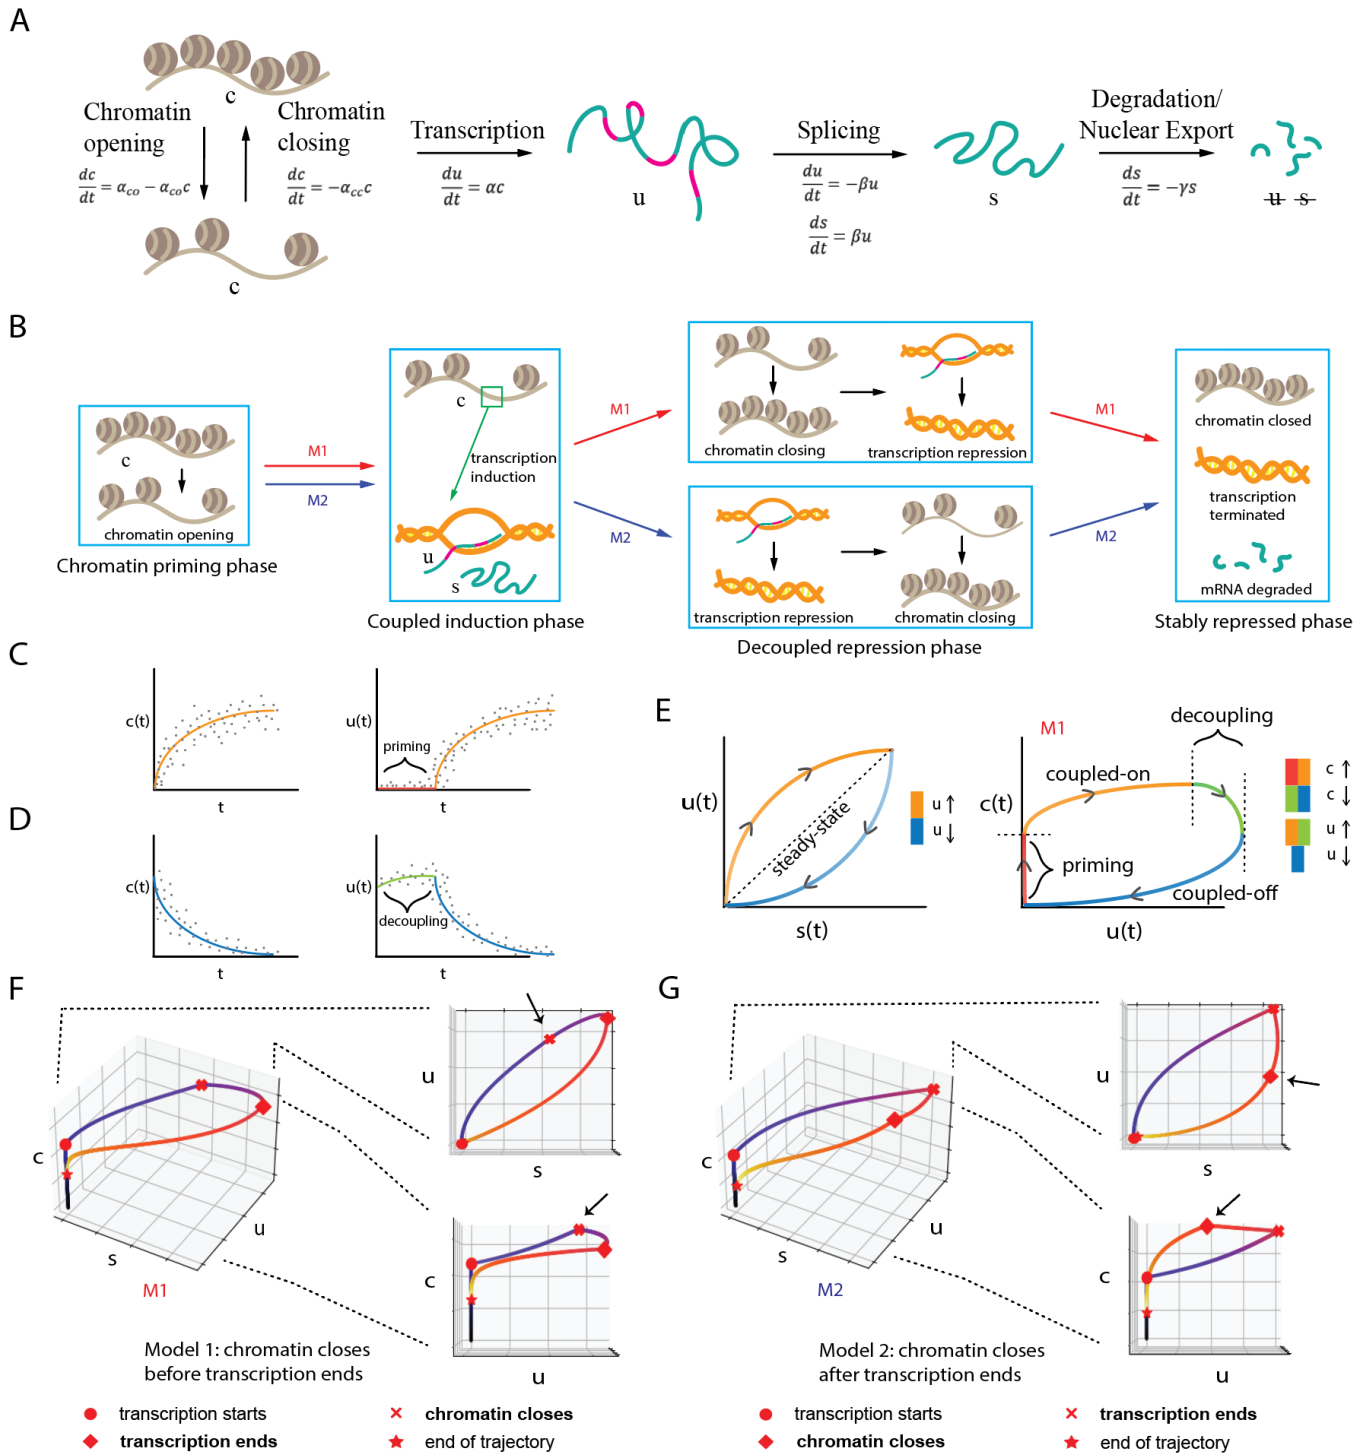 A
c
Chromatin
opening
dc/dt = α_co − α_co c
Chromatin
closing
dc/dt = −α_cc c
c
Transcription
du/dt = αc
u
Splicing
du/dt = −βu
ds/dt = βu
s
Degradation/
Nuclear Export
ds/dt = −γs
u s
B
c
chromatin opening
Chromatin priming phase
M1
M2
c
transcription
induction
u
s
Coupled induction phase
M1
M2
chromatin closing
transcription repression
transcription repression
chromatin closing
Decoupled repression phase
M1
M2
chromatin closed
transcription
terminated
mRNA degraded
Stably repressed phase
C
c(t)
t
u(t)
priming
t
D
c(t)
t
u(t)
decoupling
t
E
u(t)
steady-state
s(t)
u ↑
u ↓
M1
decoupling
coupled-on
c(t)
priming
coupled-off
u(t)
c ↑
c ↓
u ↑
u ↓
F
c
s
u
M1
u
s
c
u
Model 1: chromatin closes
before transcription ends
transcription starts
chromatin closes
transcription ends
end of trajectory
G
c
s
u
M2
u
s
c
u
Model 2: chromatin closes
after transcription ends
transcription starts
transcription ends
chromatin closes
end of trajectory